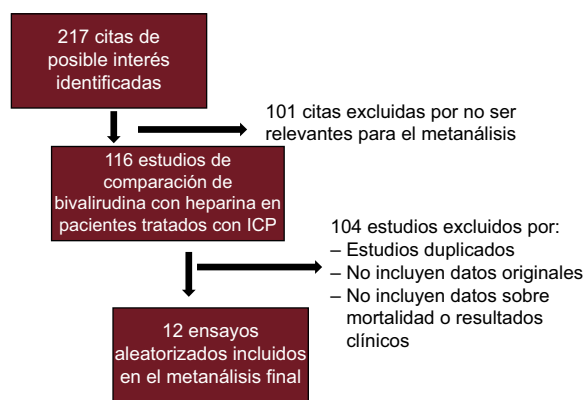 217 citas de
posible interés
identificadas
101 citas excluidas por no ser
relevantes para el metanálisis
116 estudios de
comparación de
bivalirudina con heparina en
pacientes tratados con ICP
104 estudios excluidos por:
– Estudios duplicados
– No incluyen datos originales
– No incluyen datos sobre
mortalidad o resultados
clínicos
12 ensayos
aleatorizados incluidos
en el metanálisis final